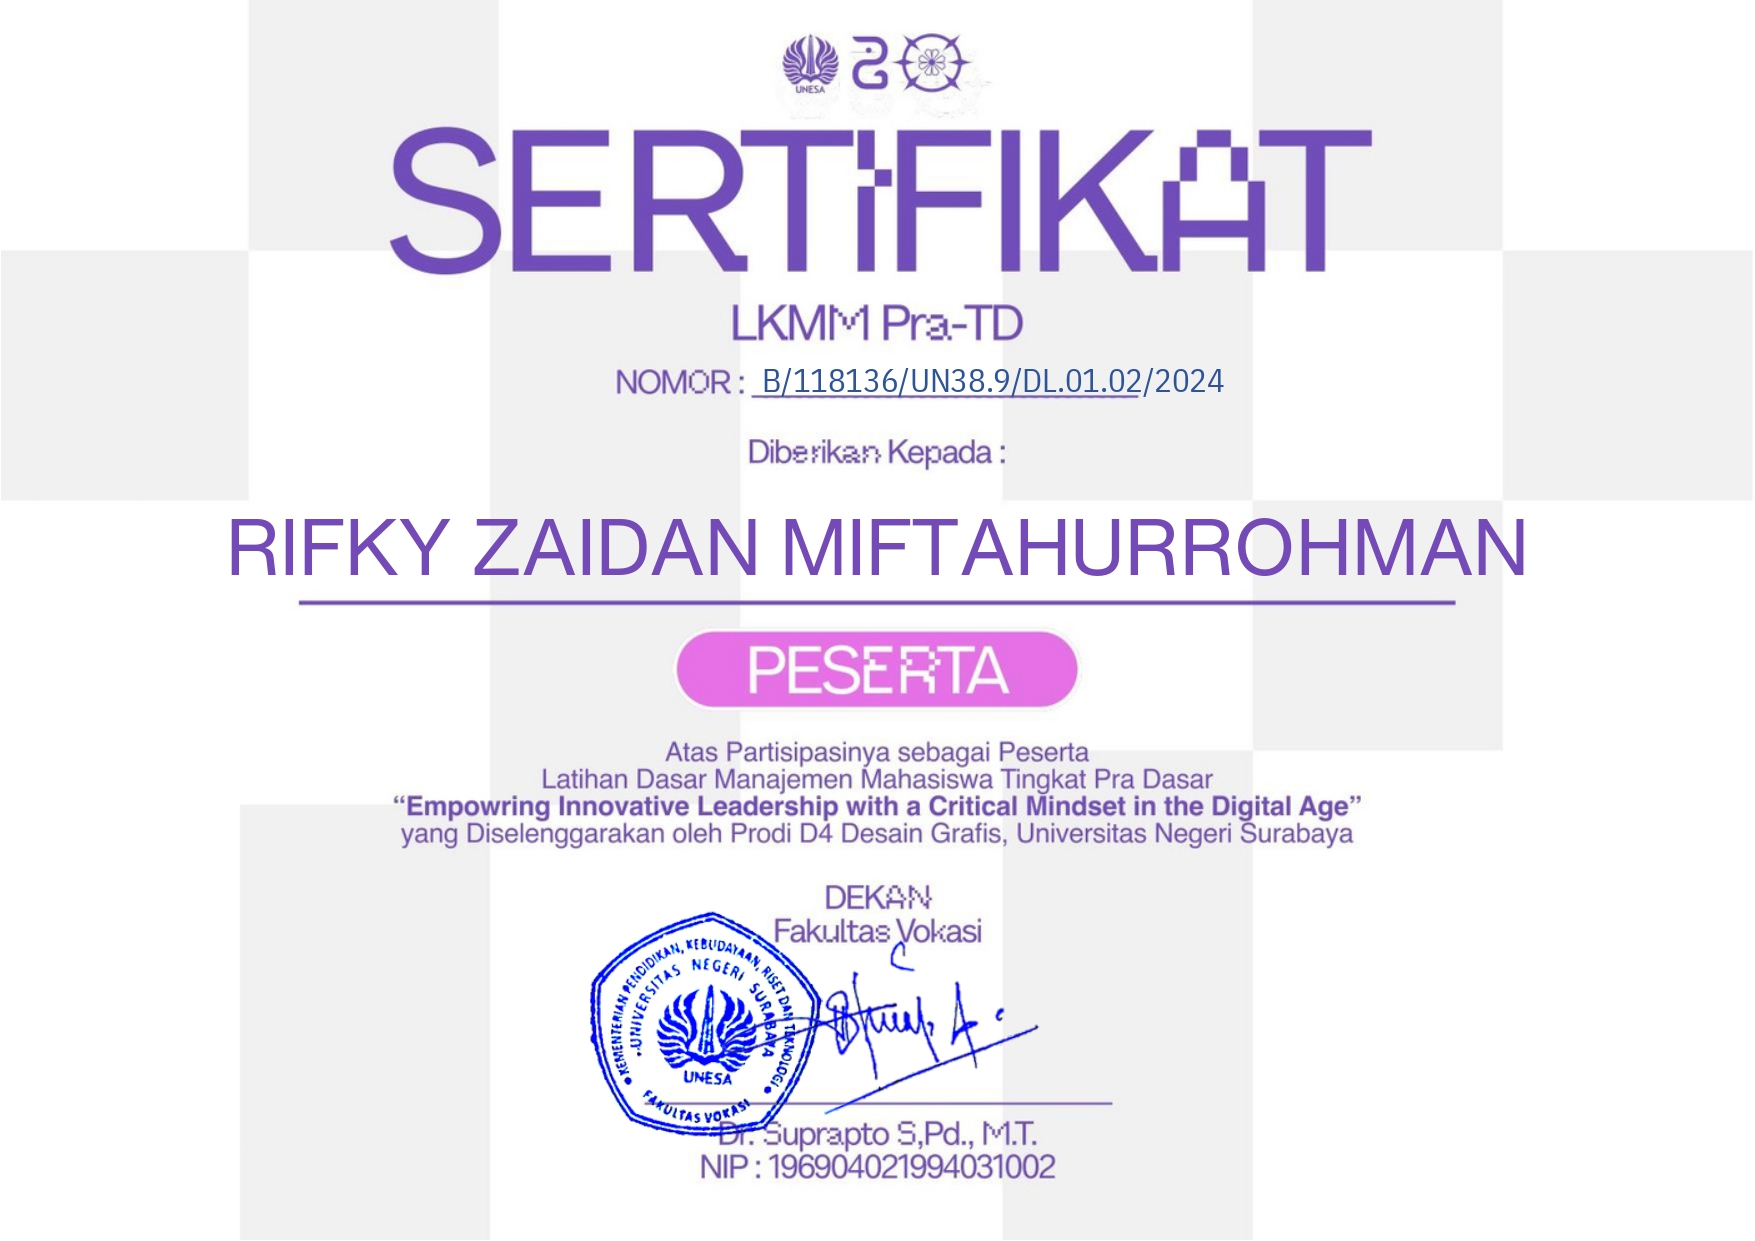 UNESA
SERTIFIKAT
LKMM Pra-TD
NOMOR : B/118136/UN38.9/DL.01.02/2024
Diberikan Kepada :
RIFKY ZAIDAN MIFTAHURROHMAN
PESERTA
Atas Partisipasinya sebagai Peserta
Latihan Dasar Manajemen Mahasiswa Tingkat Pra Dasar
“Empowring Innovative Leadership with a Critical Mindset in the Digital Age”
yang Diselenggarakan oleh Prodi D4 Desain Grafis, Universitas Negeri Surabaya
DEKAN
Fakultas Vokasi
KEMENTERIAN PENDIDIKAN, KEBUDAYAAN, RISET DAN TEKNOLOGI
UNIVERSITAS NEGERI SURABAYA
UNESA
FAKULTAS VOKASI
Dr. Suprapto S,Pd., M.T.
NIP : 196904021994031002